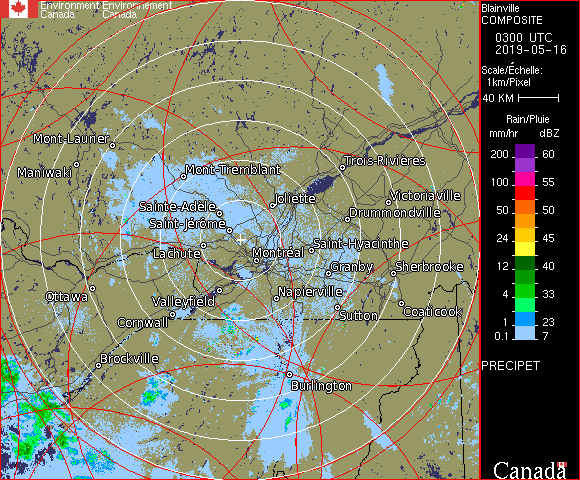 Environment Environnement
Canada Canada
Blainville
COMPOSITE
0300 UTC
2019-05-16
Scale/Échelle:
1km/Pixel
40 KM
Rain/Pluie
mm/hr dBZ
200 60
55
100 55
50 50
45
24 35
12 40
4 33
1 23
0.1 7
PRECIPET
Canada
Mont-Laurier
Maniwaki
Mont-Tremblant
Trois-Rivières
Joliette
Victoriaville
Sainte-Adèle
Drummondville
Saint-Jérôme
Saint-Hyacinthe
Lachute
Montréal
Granby
Sherbrooke
Ottawa
Valleyfield
Napierville
Coaticook
Cornwall
Sutton
Brockville
Burlington